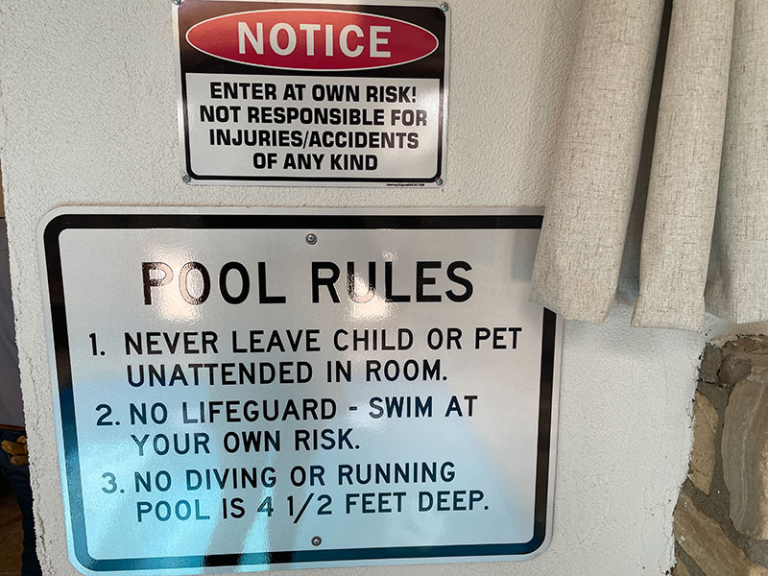 NOTICE
ENTER AT OWN RISK!
NOT RESPONSIBLE FOR
INJURIES/ACCIDENTS
OF ANY KIND
POOL RULES
1. NEVER LEAVE CHILD OR PET
UNATTENDED IN ROOM.
2. NO LIFEGUARD - SWIM AT
YOUR OWN RISK.
3. NO DIVING OR RUNNING
POOL IS 4 1/2 FEET DEEP.